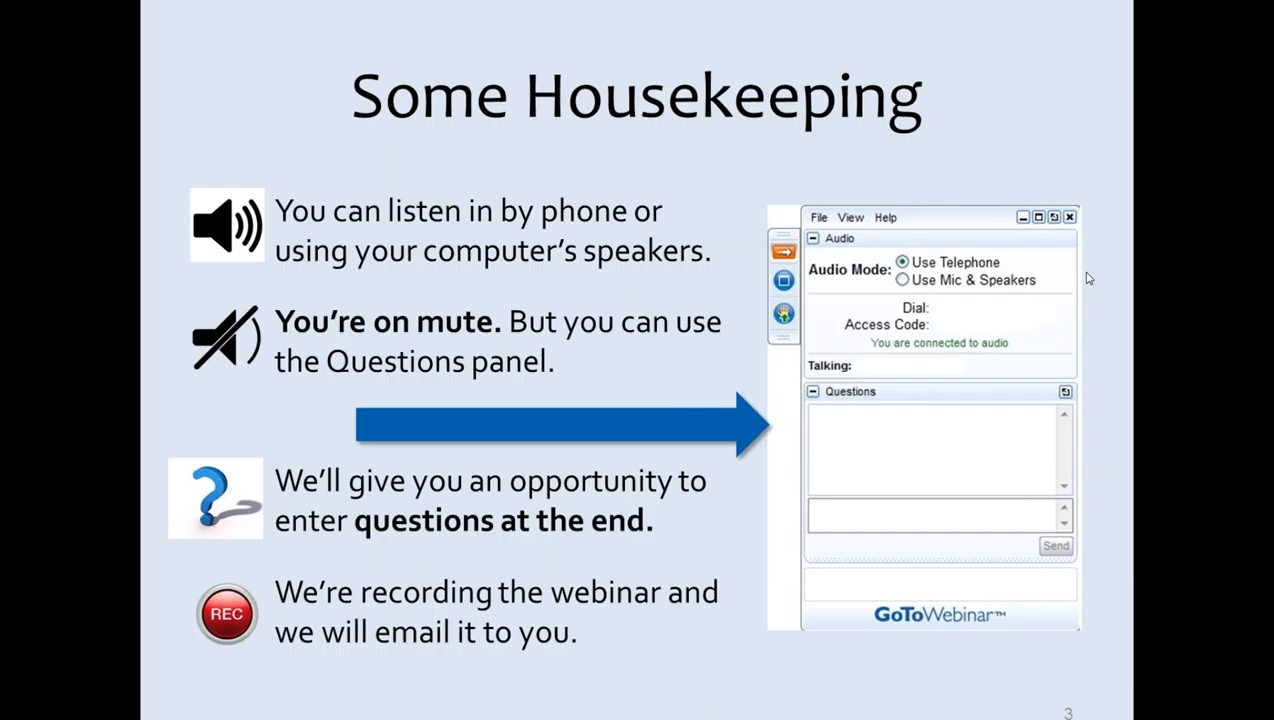 Some Housekeeping
You can listen in by phone or
using your computer's speakers.
You're on mute. But you can use
the Questions panel.
We'll give you an opportunity to
enter questions at the end.
REC
We're recording the webinar and
we will email it to you.
File View Help
Audio
Audio Mode:
Use Telephone
Use Mic & Speakers
Dial:
Access Code:
You are connected to audio
Talking:
Questions
Send
GoToWebinar™
3